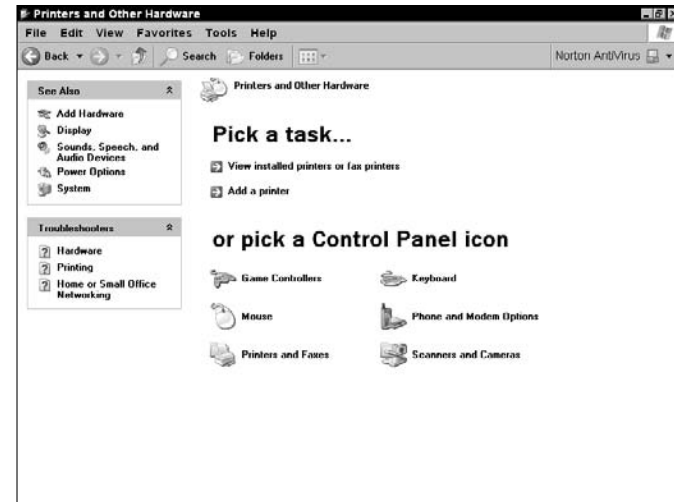 Printers and Other Hardware
File Edit View Favorites Tools Help
Back Search Folders Norton AntiVirus
See Also
Add Hardware
Display
Sounds, Speech, and
Audio Devices
Power Options
System
Troubleshooters
? Hardware
? Printing
? Home or Small Office
Networking
Printers and Other Hardware
Pick a task...
View installed printers or fax printers
Add a printer
or pick a Control Panel icon
Game Controllers Keyboard
Mouse Phone and Modem Options
Printers and Faxes Scanners and Cameras